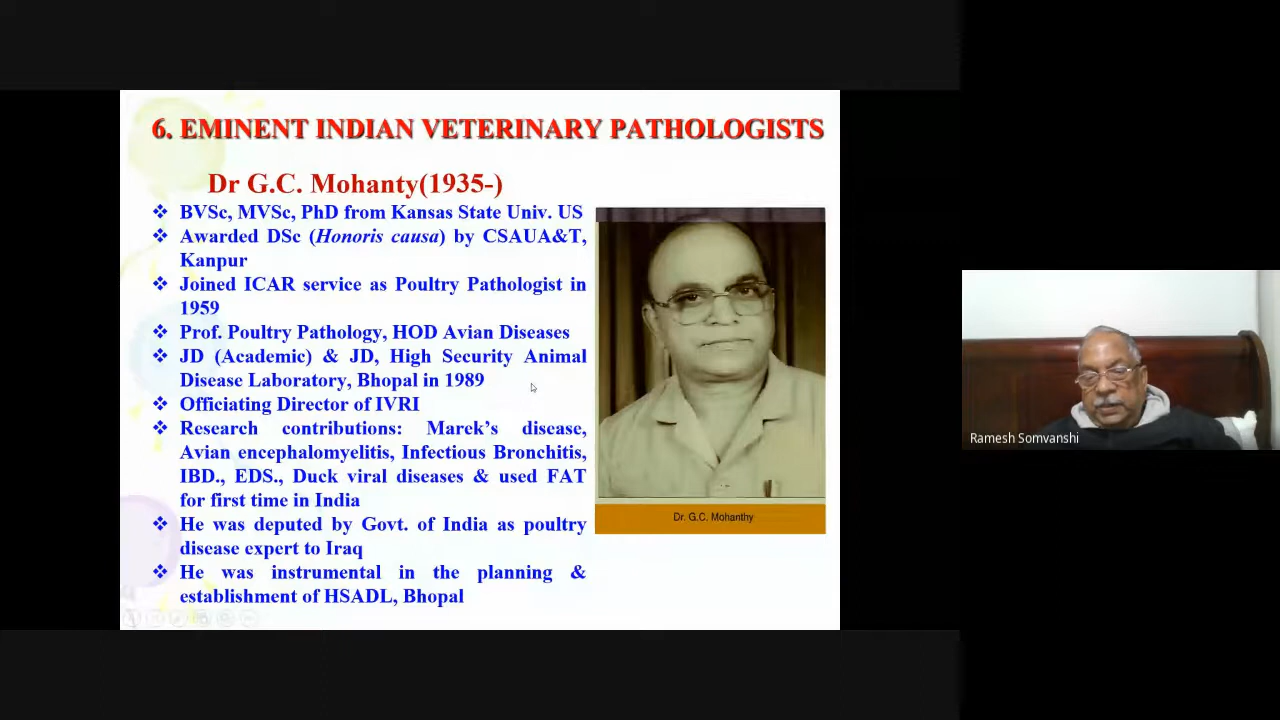 6. EMINENT INDIAN VETERINARY PATHOLOGISTS
Dr G.C. Mohanty(1935-)
❖ BVSc, MVSc, PhD from Kansas State Univ. US
❖ Awarded DSc (Honoris causa) by CSAUA&T,
Kanpur
❖ Joined ICAR service as Poultry Pathologist in
1959
❖ Prof. Poultry Pathology, HOD Avian Diseases
❖ JD (Academic) & JD, High Security Animal
Disease Laboratory, Bhopal in 1989
❖ Officiating Director of IVRI
❖ Research contributions: Marek’s disease,
Avian encephalomyelitis, Infectious Bronchitis,
IBD., EDS., Duck viral diseases & used FAT
for first time in India
❖ He was deputed by Govt. of India as poultry
disease expert to Iraq
❖ He was instrumental in the planning &
establishment of HSADL, Bhopal
Dr. G.C. Mohanthy
Ramesh Somvanshi